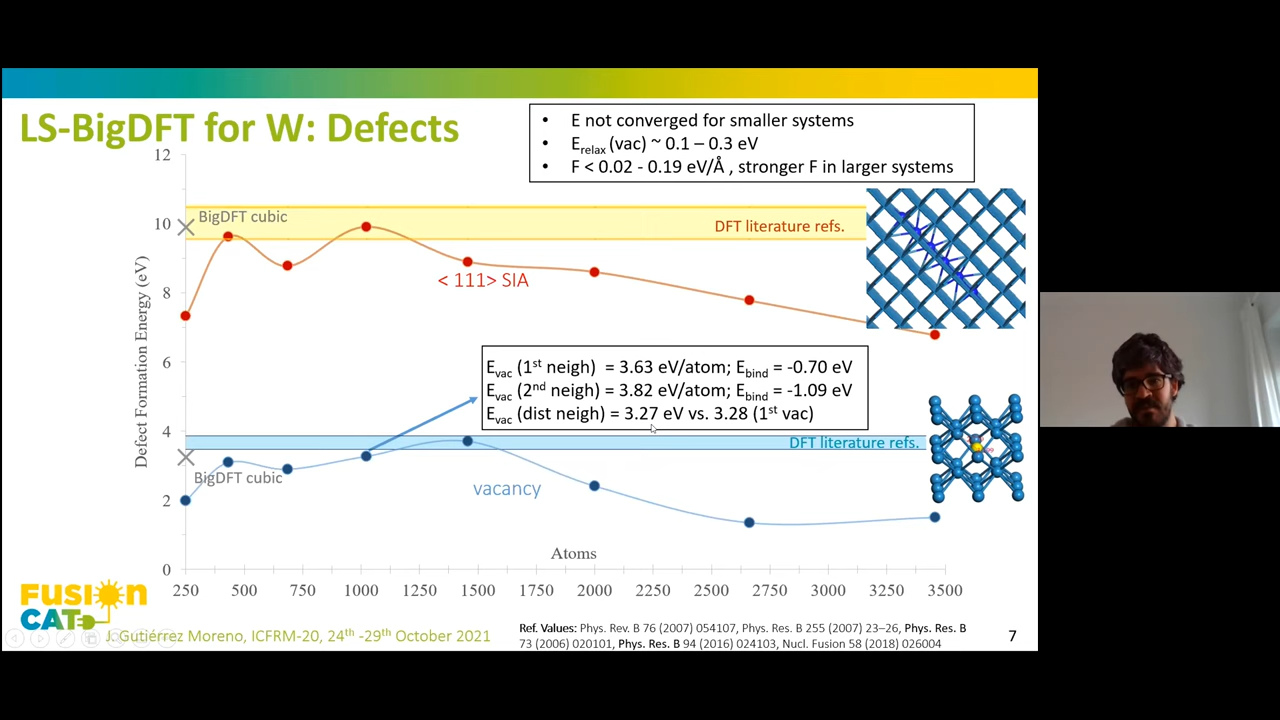 LS-BigDFT for W: Defects
• E not converged for smaller systems
• Erelax (vac) ~ 0.1 – 0.3 eV
• F < 0.02 - 0.19 eV/Å , stronger F in larger systems
Defect Formation Energy (eV)
12
10
8
6
4
2
0
BigDFT cubic
DFT literature refs.
< 111> SIA
Evac (1st neigh) = 3.63 eV/atom; Ebind = -0.70 eV
Evac (2nd neigh) = 3.82 eV/atom; Ebind = -1.09 eV
Evac (dist neigh) = 3.27 eV vs. 3.28 (1st vac)
DFT literature refs.
BigDFT cubic
vacancy
Atoms
250 500 750 1000 1250 1500 1750 2000 2250 2500 2750 3000 3250 3500
FUSION
CAT
J. Gutiérrez Moreno, ICFRM-20, 24th -29th October 2021
Ref. Values: Phys. Rev. B 76 (2007) 054107, Phys. Res. B 255 (2007) 23–26, Phys. Res. B
73 (2006) 020101, Phys. Res. B 94 (2016) 024103, Nucl. Fusion 58 (2018) 026004
7